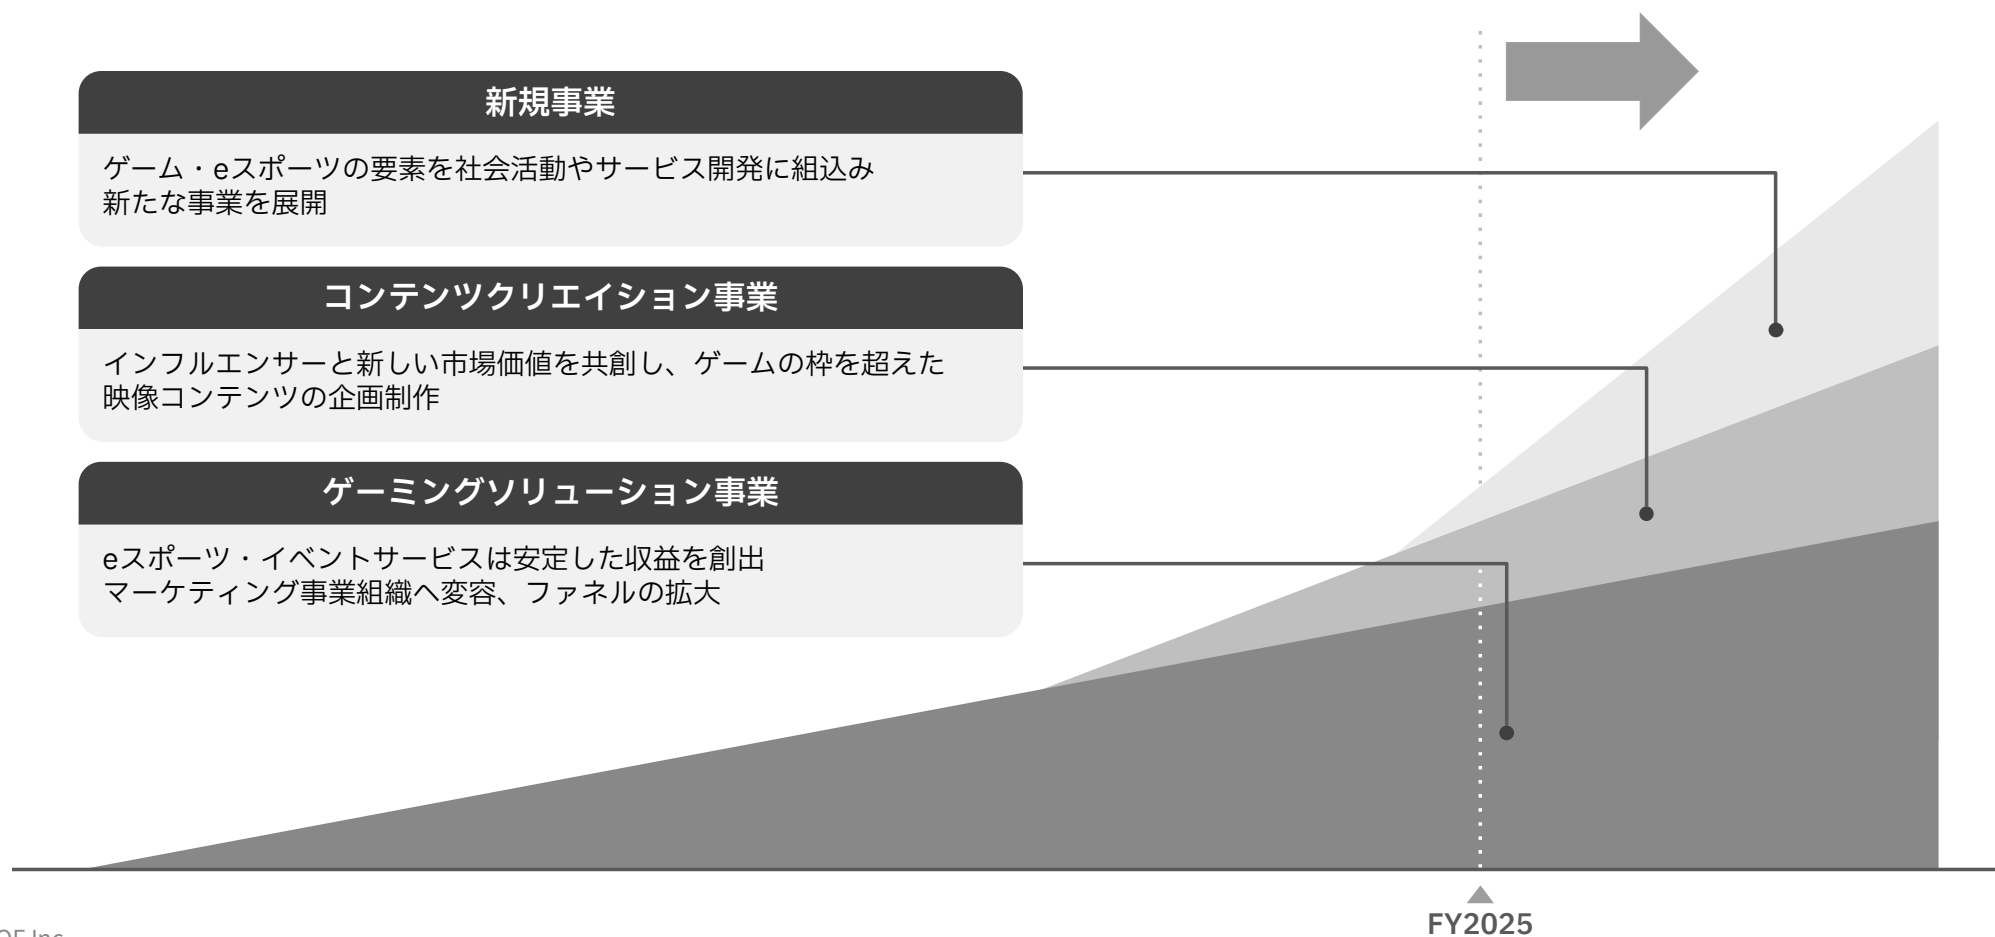 新規事業
ゲーム・eスポーツの要素を社会活動やサービス開発に組込み
新たな事業を展開
コンテンツクリエイション事業
インフルエンサーと新しい市場価値を共創し、ゲームの枠を超えた
映像コンテンツの企画制作
ゲーミングソリューション事業
eスポーツ・イベントサービスは安定した収益を創出
マーケティング事業組織へ変容、ファネルの拡大
FY2025
Inc